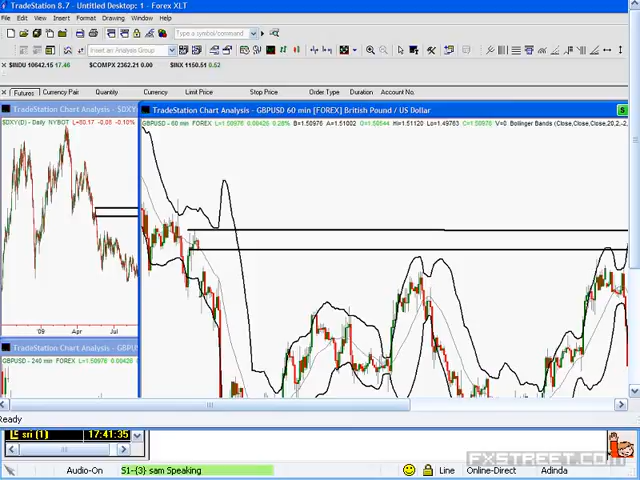 TradeStation 8.7 - Untitled Desktop: 1 - Forex XLT
File Edit View Insert Format Drawing Window Help
Type a symbol/command
Insert an Analysis Group
$INDU 10642.15 17.46 $COMPX 2362.21 0.00 $INX 1150.51 0.52
Futures Currency Pair Quantity Currency Limit Price Stop Price Order Type Duration Account No.
TradeStation Chart Analysis - $DXY(D)
TradeStation Chart Analysis - GBPUSD 60 min [FOREX] British Pound / US Dollar
$DXY(D) - Daily NYBOT L=80.17 -0.08 -0.10%
GBPUSD - 60 min FOREX L=1.50976 0.00428 0.28% B=1.50976 A=1.51002 O=1.50544 Hi=1.51120 Lo=1.49763 C=1.50976 V=0 Bollinger Bands (Close,Close,Close,20,2,-2,
'09 Apr Jul
TradeStation Chart Analysis - GBPUS
GBPUSD - 240 min FOREX L=1.50976 0.00428
Ready
sri (1) 17:41:35
FXSTREET.COM
Audio-On S1-{3} sam Speaking Line Online-Direct Adinda